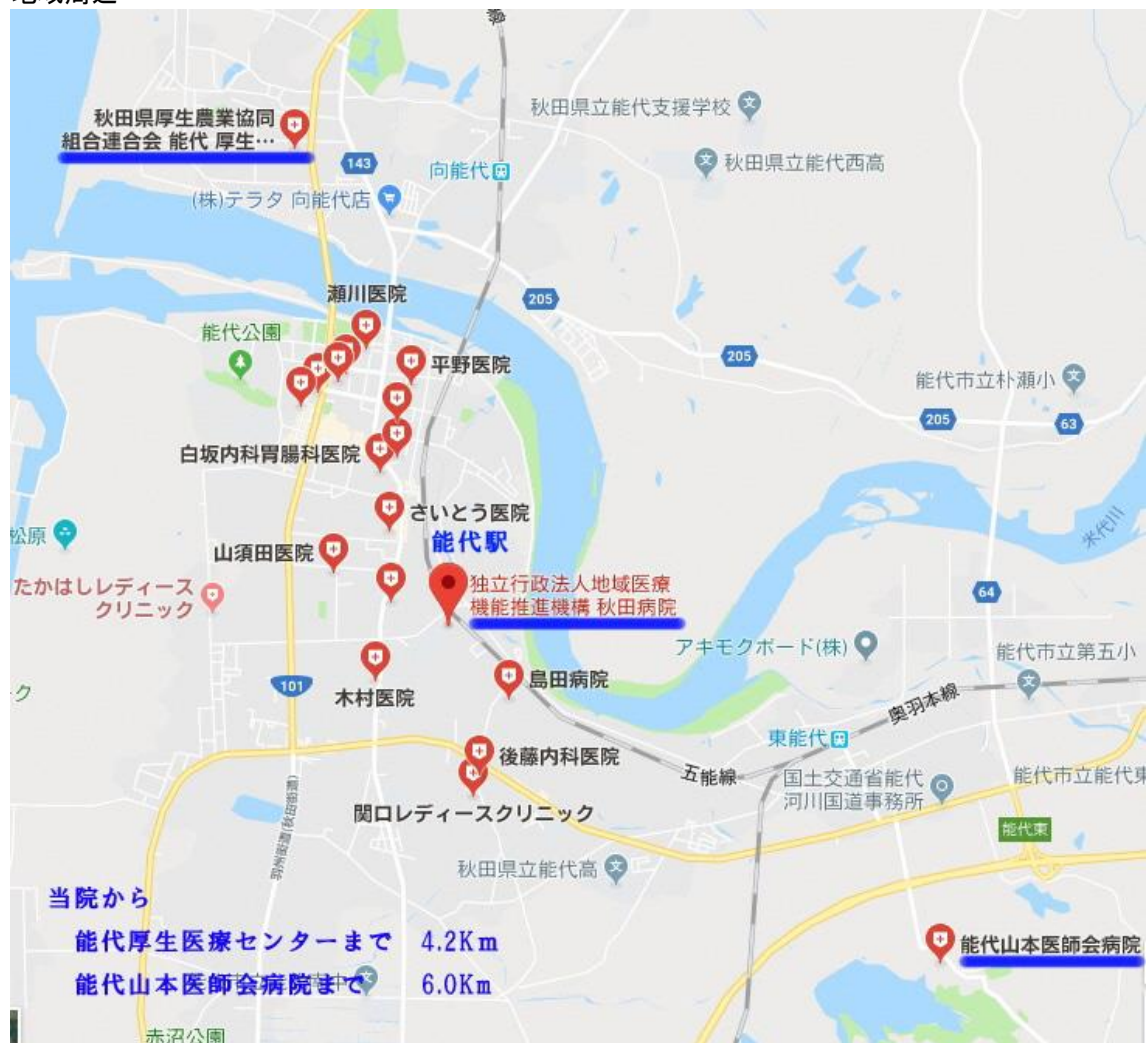 秋田県厚生農業協同
組合連合会 能代 厚生…
143
(株)テラタ 向能代店
向能代
秋田県立能代支援学校
秋田県立能代西高
205
瀬川医院
能代公園
平野医院
205
能代市立朴瀬小
205
63
白坂内科胃腸科医院
さいとう医院
能代駅
松原
山須田医院
米代川
たかはしレディース
クリニック
独立行政法人地域医療
機能推進機構 秋田病院
64
アキモクボード(株)
能代市立第五小
島田病院
101
木村医院
ーク
奥羽本線
東能代
五能線
後藤内科医院
国土交通省能代
河川国道事務所
能代市立能代東
関口レディースクリニック
羽州街道(秋田街道)
能代東
秋田県立能代高
当院から
能代厚生医療センターまで 4.2Km
能代山本医師会病院まで 6.0Km
能代山本医師会病院
赤沼公園